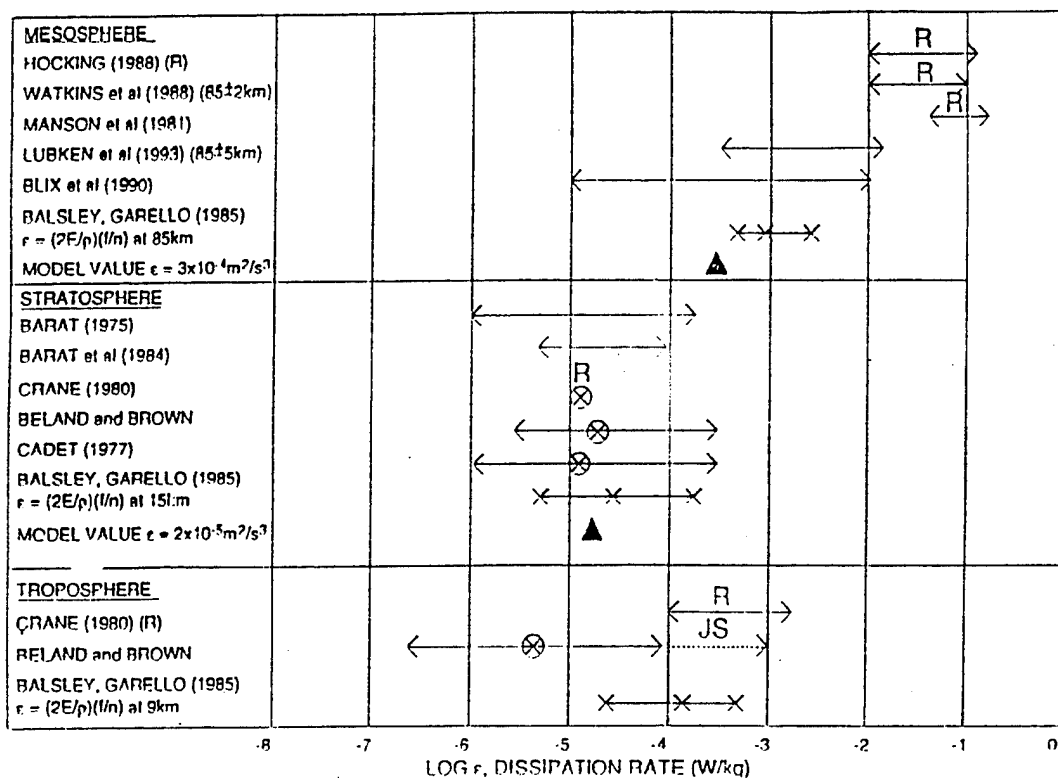 MESOSPHERE
HOCKING (1988) (R)
R
WATKINS et al (1988) (85±2km)
R
MANSON et al (1981)
R
LUBKEN et al (1993) (85±5km)
BLIX et al (1990)
BALSLEY, GARELLO (1985)
ε = (2E/ρ)(f/n) at 85km
MODEL VALUE ε = 3x10⁻⁴m²/s⁻³
STRATOSPHERE
BARAT (1975)
BARAT et al (1984)
R
CRANE (1980)
BELAND and BROWN
CADET (1977)
BALSLEY, GARELLO (1985)
ε = (2E/ρ)(f/n) at 15km
MODEL VALUE ε = 2x10⁻⁵m²/s³
TROPOSPHERE
R
CRANE (1980) (R)
JS
BELAND and BROWN
BALSLEY, GARELLO (1985)
ε = (2E/ρ)(f/n) at 9km
-8 -7 -6 -5 -4 -3 -2 -1 0
LOG ε, DISSIPATION RATE (W/kg)